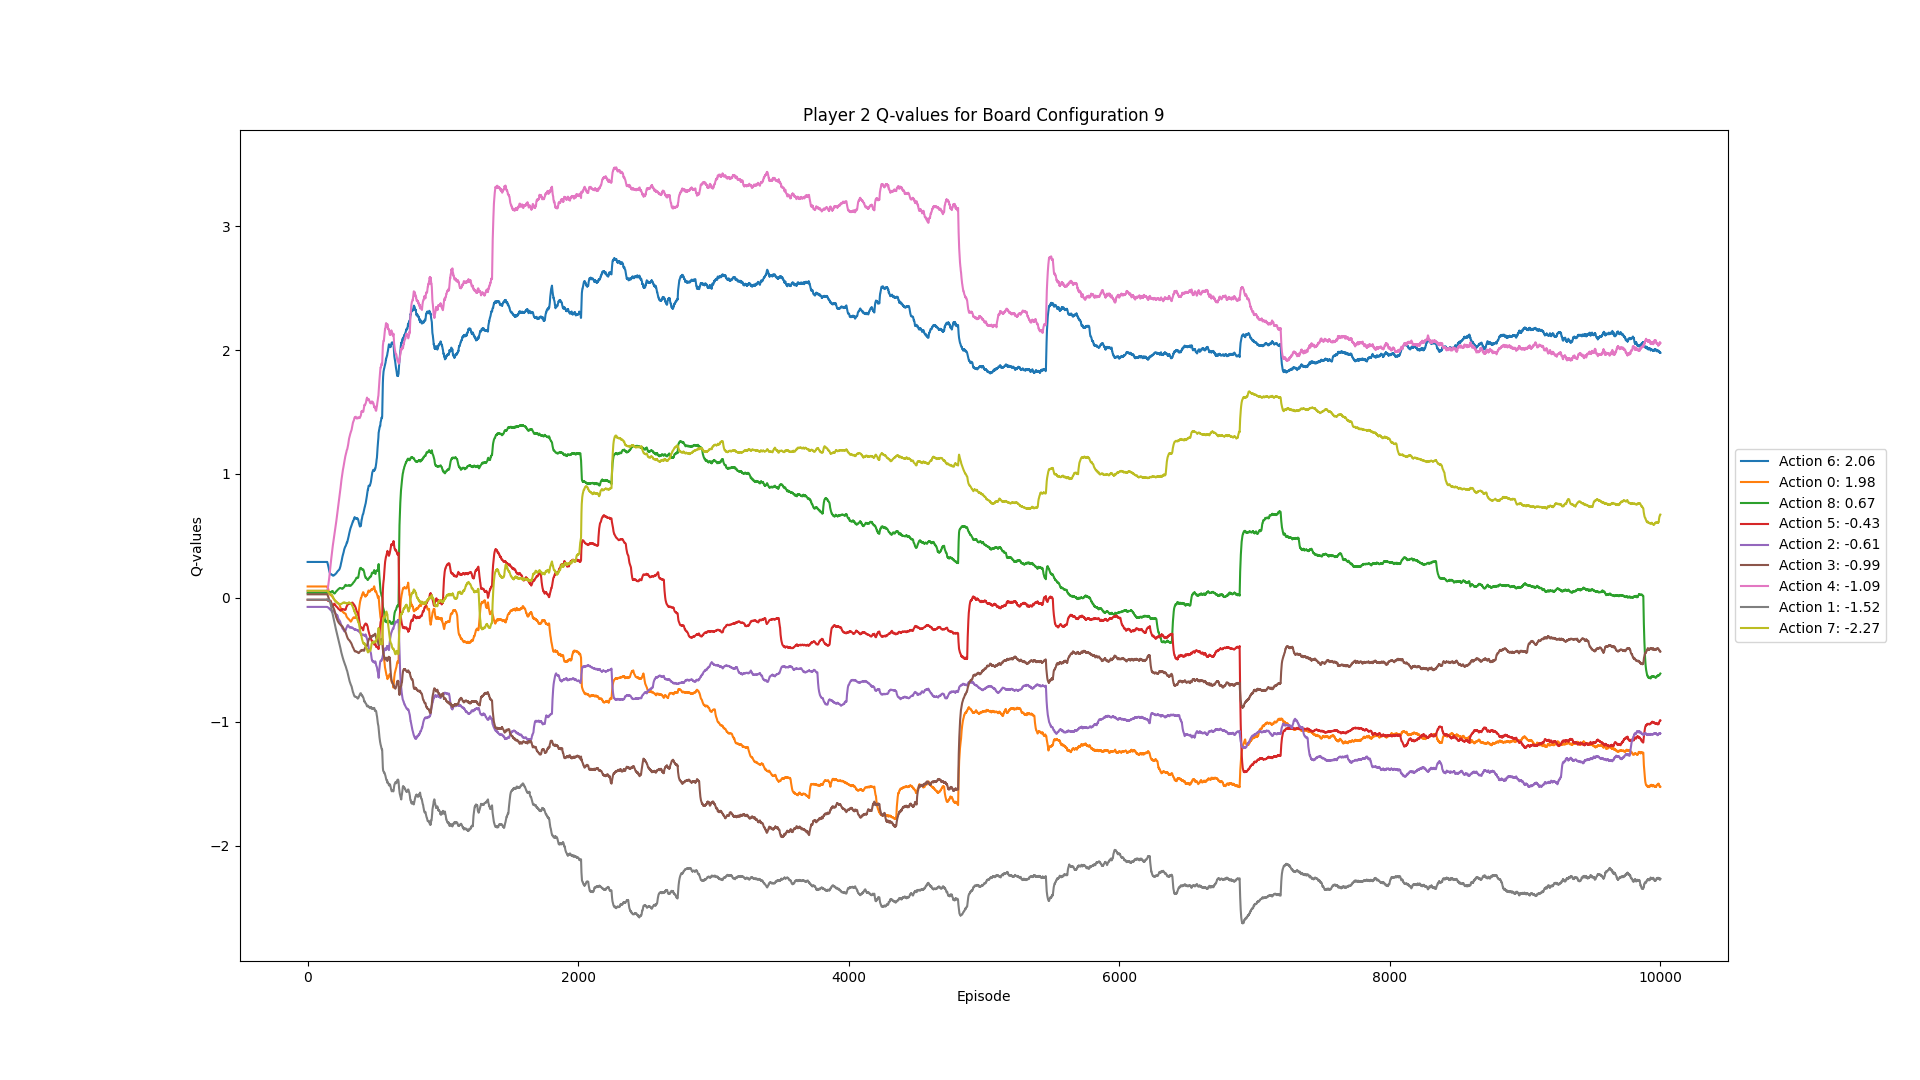 Player 2 Q-values for Board Configuration 9
3
2
1
0
−1
−2
Q-values
0
2000
4000
6000
8000
10000
Episode
Action 6: 2.06
Action 0: 1.98
Action 8: 0.67
Action 5: -0.43
Action 2: -0.61
Action 3: -0.99
Action 4: -1.09
Action 1: -1.52
Action 7: -2.27